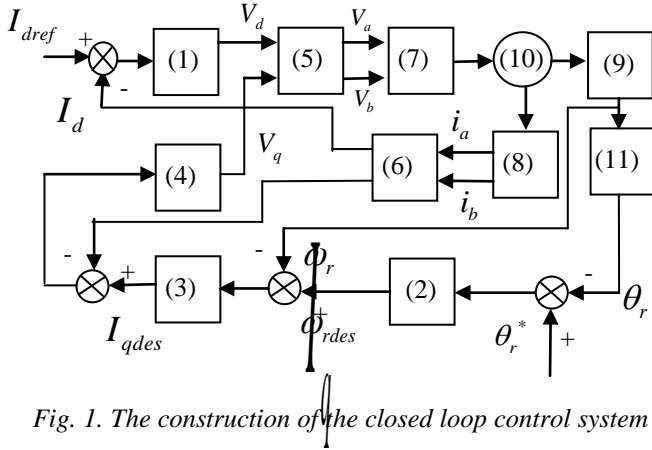 I_dref + V_d V_a
(1) (5) (7) (10) (9)
-
I_d V_q V_b i_a
(4) (6) (8) (11)
i_b
- - ω_r -
+ (3) (2) θ_r
I_qdes + ω_rdes θ_r* +
Fig. 1. The construction of the closed loop control system